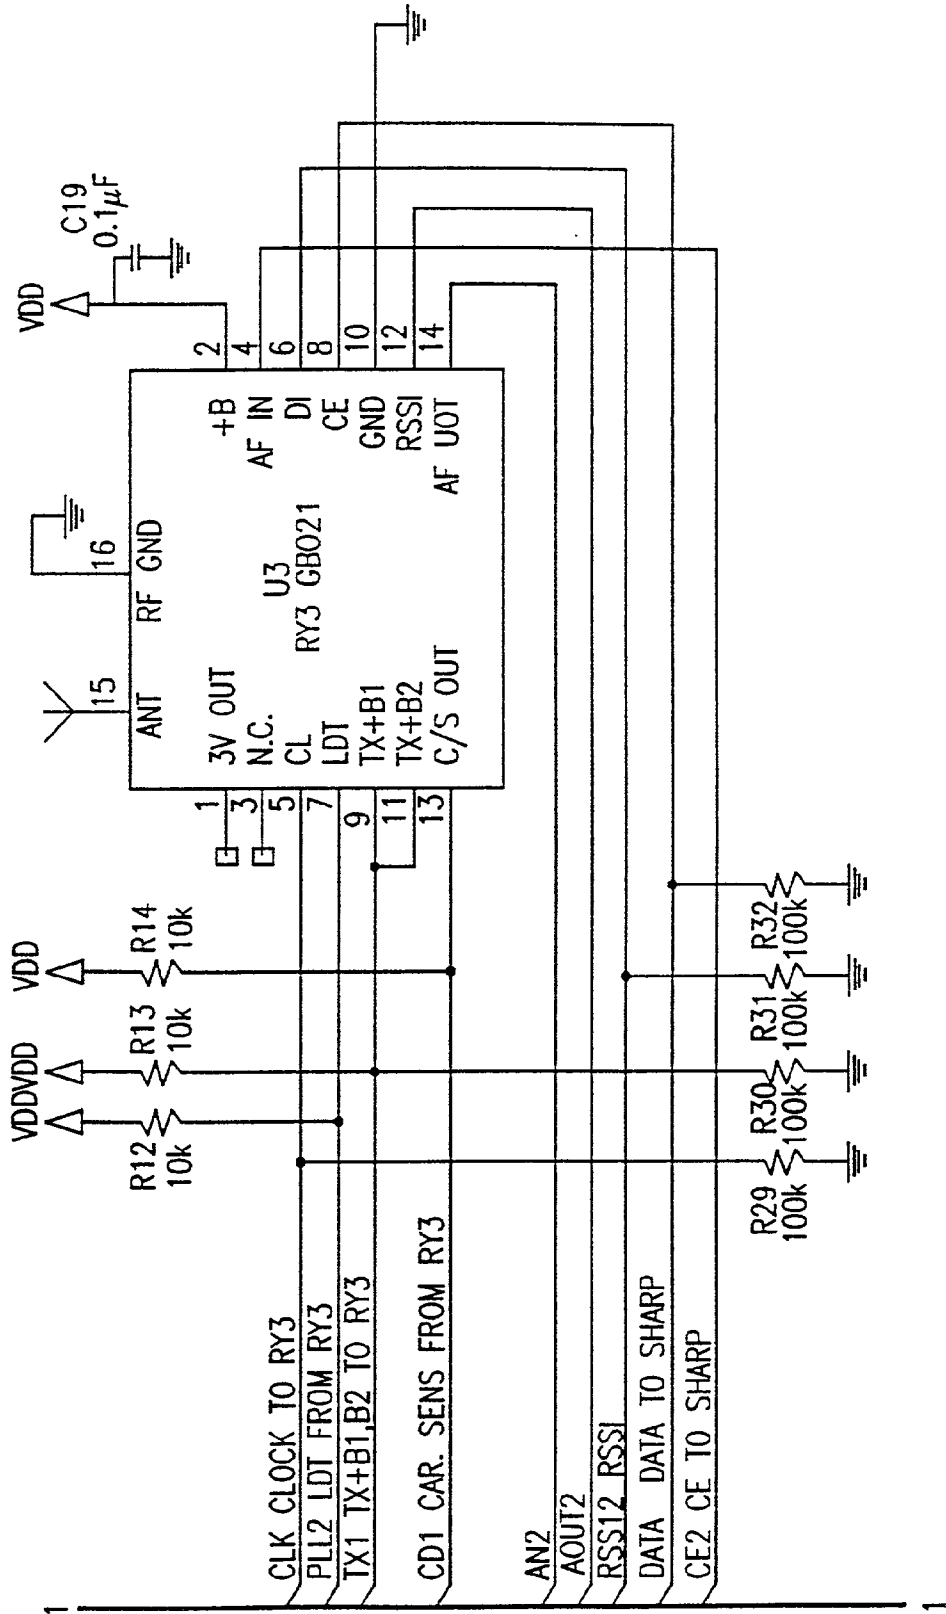 VDD
C19
0.1μF
2
4
6
8
10
12
14
+B
AF IN
DI
CE
GND
RSSI
AF UOT
16
RF GND
U3
RY3 GB021
15
ANT
3V OUT
N.C.
CL
LDT
TX+B1
TX+B2
C/S OUT
1
3
5
7
9
11
13
VDD
R14
10k
VDDVDD
R13
10k
R12
10k
R32
100k
R31
100k
R30
100k
R29
100k
CLK CLOCK TO RY3
PLL2 LDT FROM RY3
TX1 TX+B1,B2 TO RY3
CD1 CAR. SENS FROM RY3
AN2
AOUT2
RSS12 RSSI
DATA DATA TO SHARP
CE2 CE TO SHARP
1
1